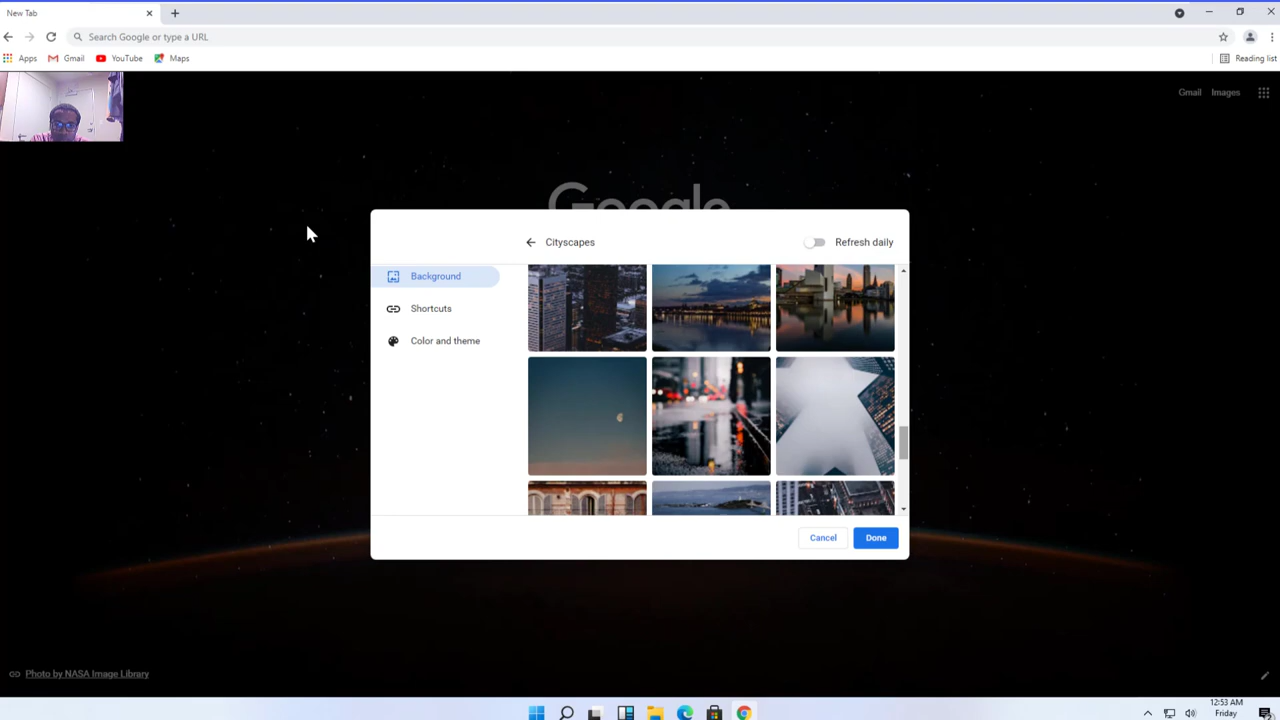 New Tab
Search Google or type a URL
Apps Gmail YouTube Maps Reading list
Gmail Images
Google
Cityscapes Refresh daily
Background
Shortcuts
Color and theme
Cancel Done
Photo by NASA Image Library
12:53 AM
Friday